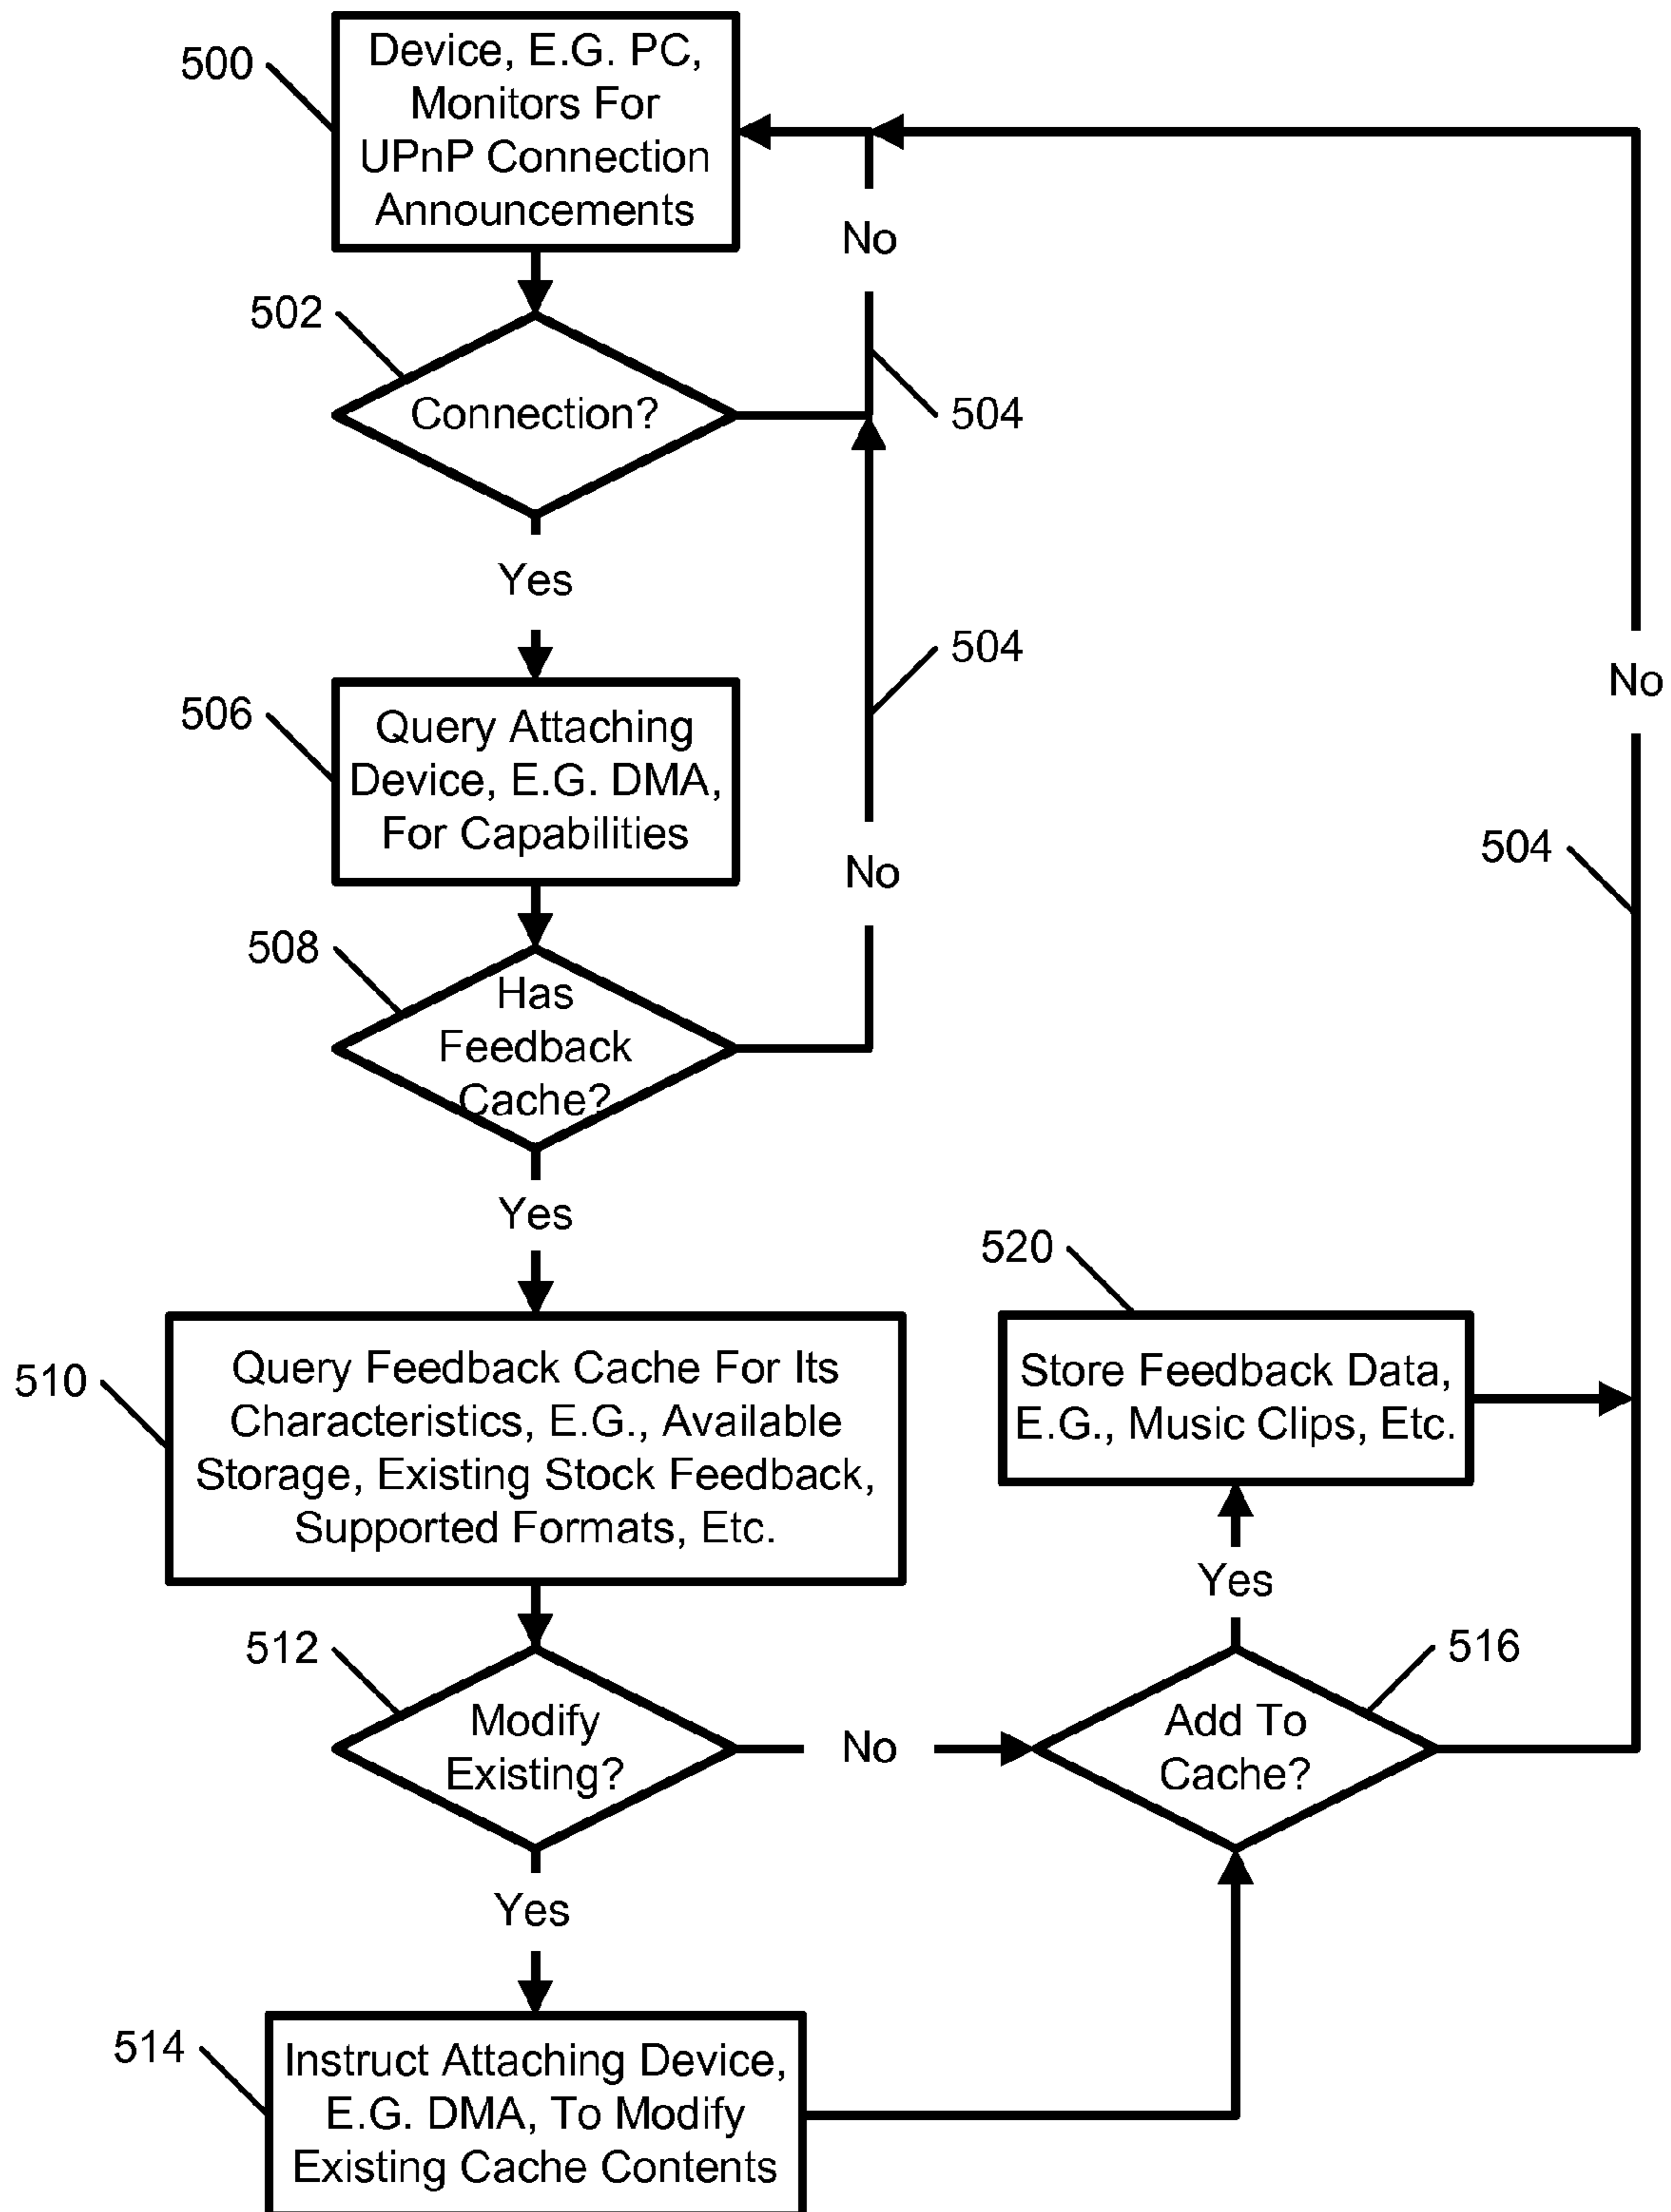 500
Device, E.G. PC,
Monitors For
UPnP Connection
Announcements
No
502
Connection?
504
Yes
504
No
506
Query Attaching
Device, E.G. DMA,
For Capabilities
504
No
508
Has
Feedback
Cache?
Yes
520
510
Query Feedback Cache For Its
Characteristics, E.G., Available
Storage, Existing Stock Feedback,
Supported Formats, Etc.
Store Feedback Data,
E.G., Music Clips, Etc.
Yes
512
Modify
Existing?
No
516
Add To
Cache?
Yes
514
Instruct Attaching Device,
E.G. DMA, To Modify
Existing Cache Contents